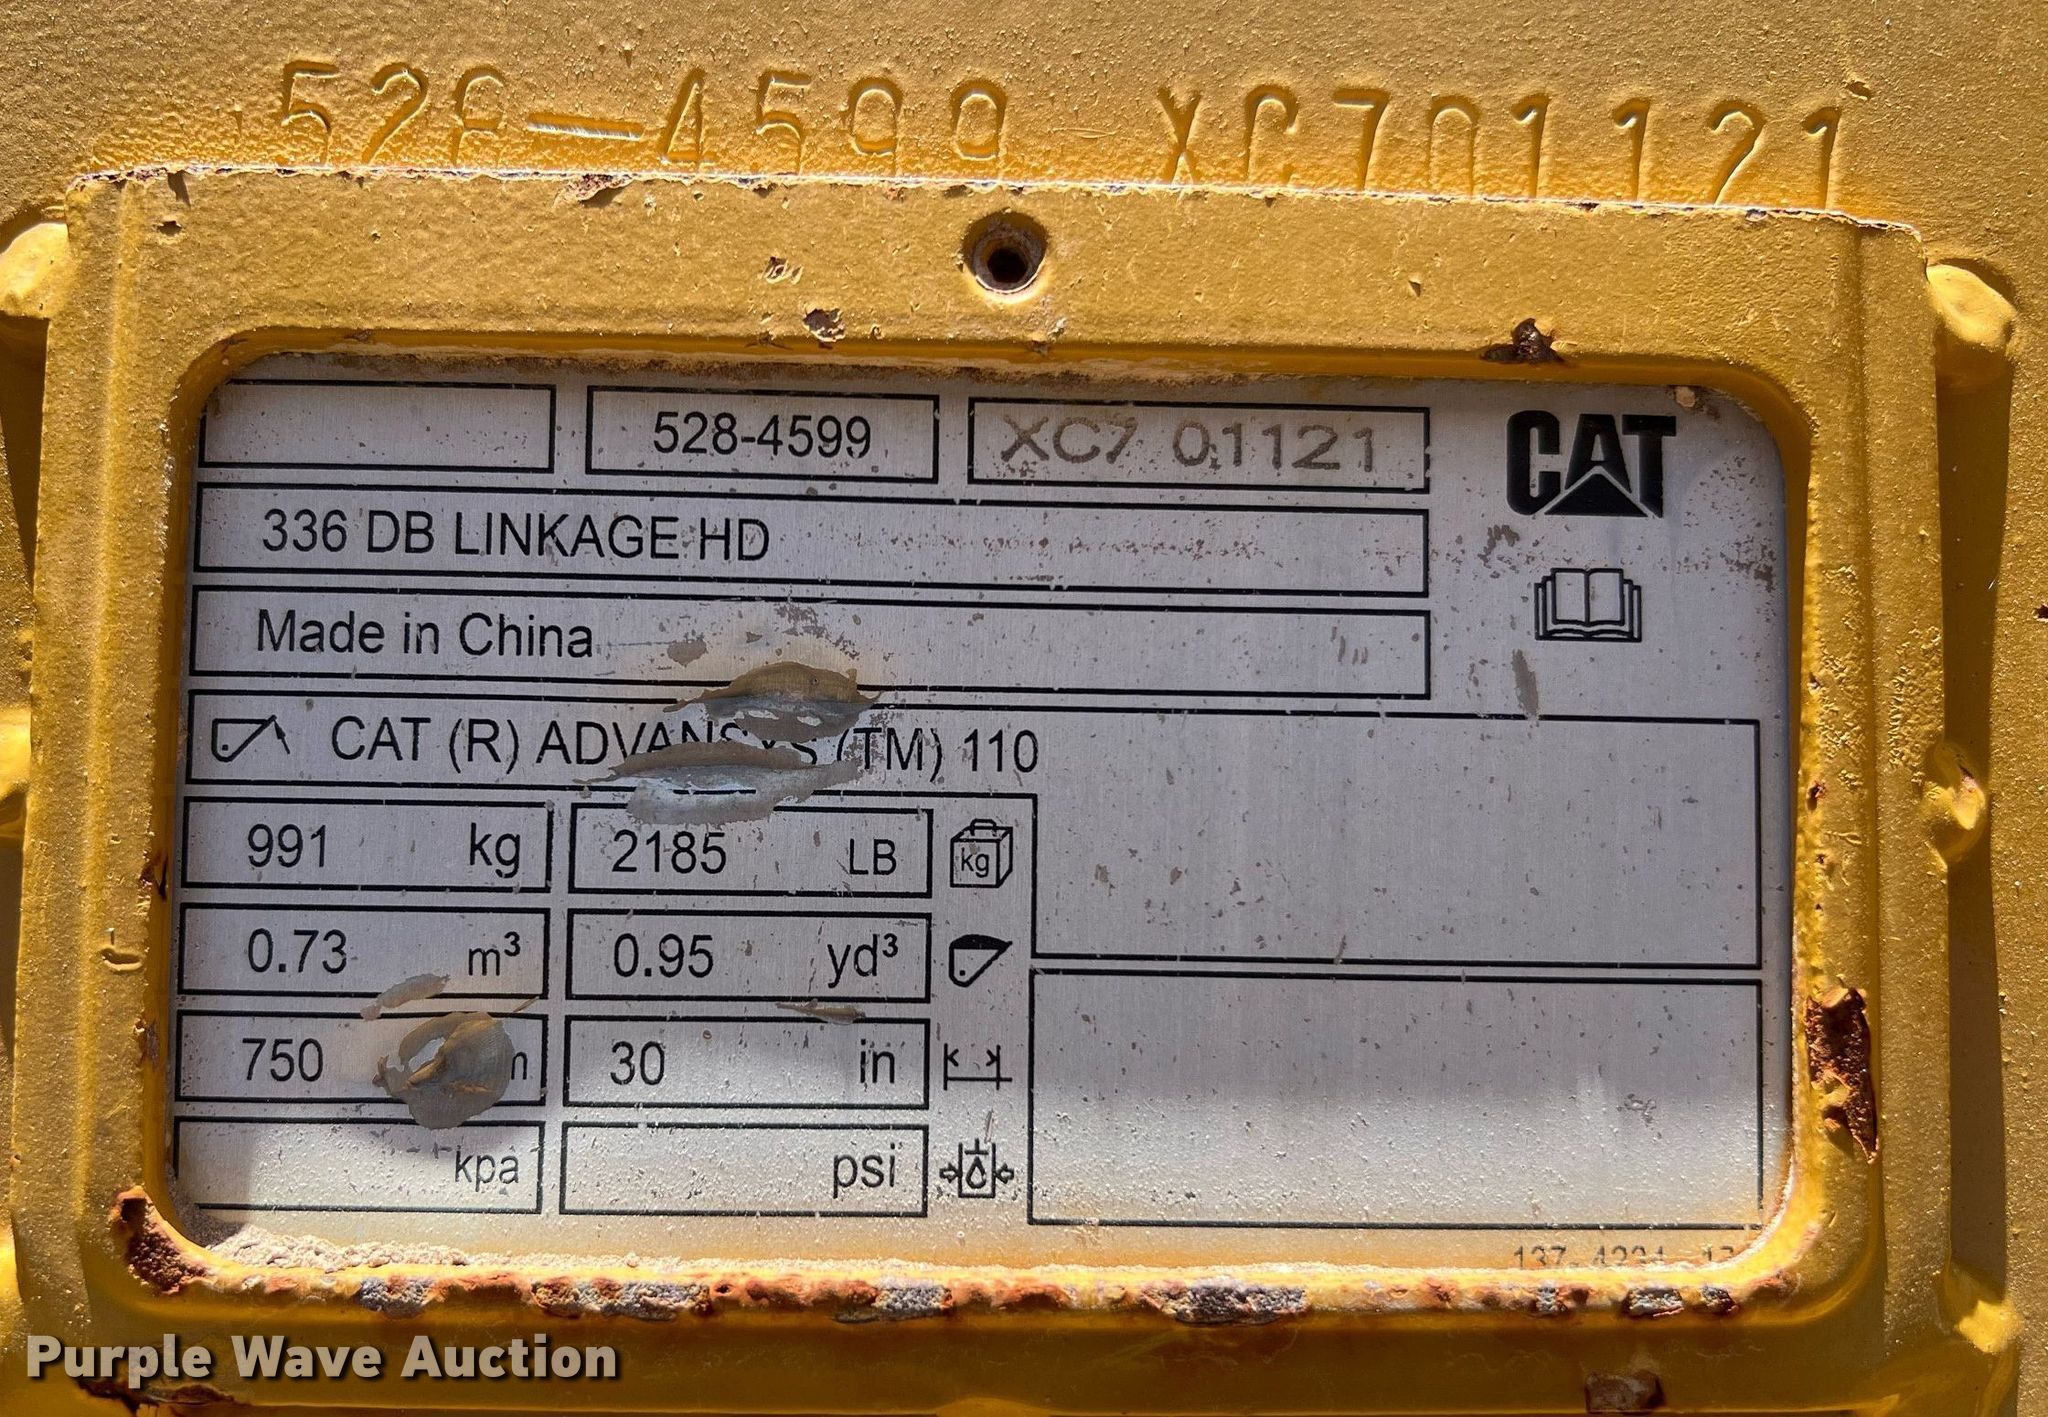 528-4599 XC701121
528-4599 XC7 01121 CAT
336 DB LINKAGE HD
Made in China
CAT (R) ADVANSYS (TM) 110
991 kg 2185 LB kg
0.73 m³ 0.95 yd³
750 30 in
kpa psi
Purple Wave Auction